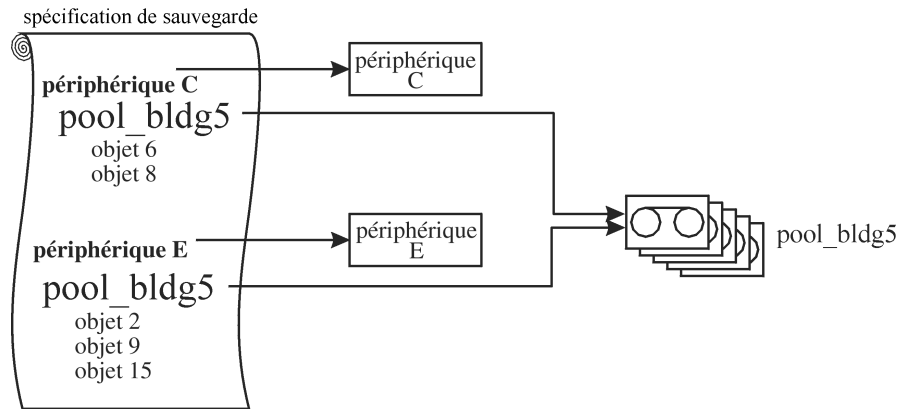 spécification de sauvegarde
périphérique C
pool_bldg5
objet 6
objet 8
périphérique E
pool_bldg5
objet 2
objet 9
objet 15
périphérique
C
périphérique
E
pool_bldg5